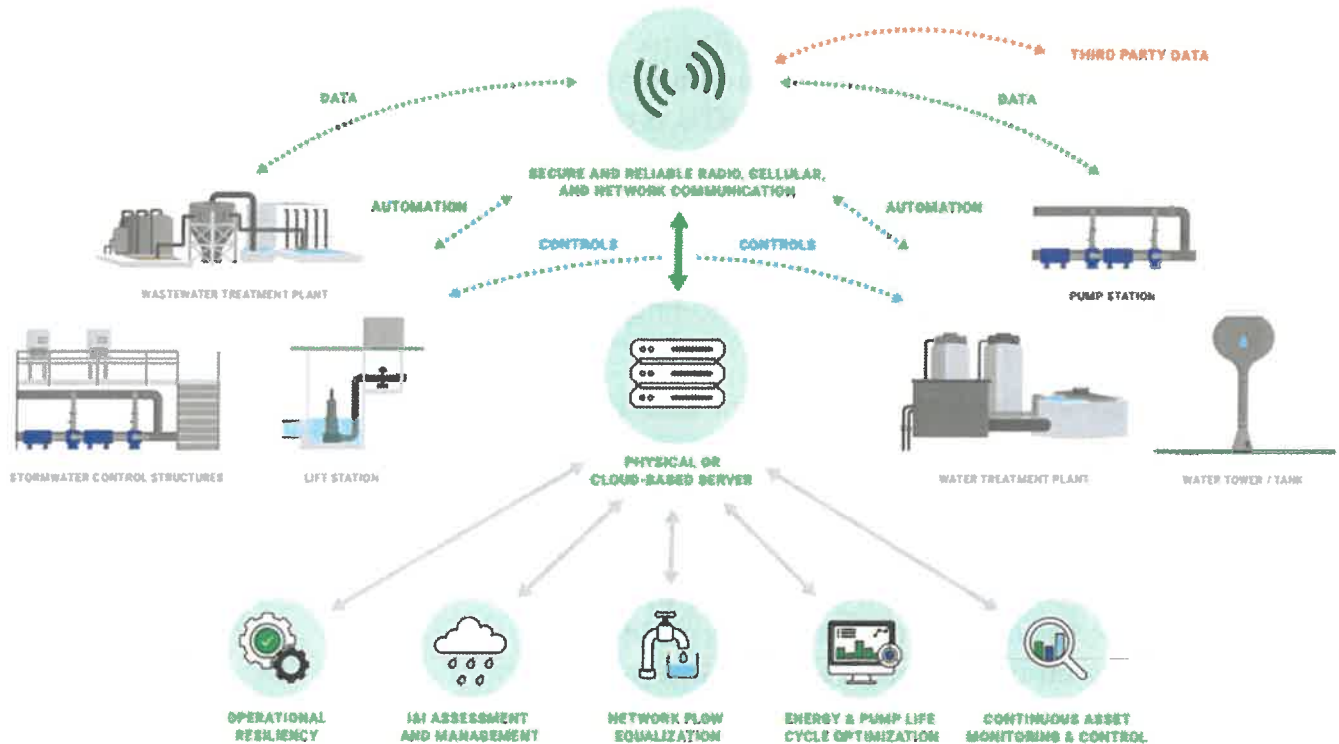 THIRD PARTY DATA
DATA
DATA
SECURE AND RELIABLE RADIO, CELLULAR,
AND NETWORK COMMUNICATION
AUTOMATION
AUTOMATION
CONTROLS
CONTROLS
WASTEWATER TREATMENT PLANT
PUMP STATION
STORMWATER CONTROL STRUCTURES
LIFT STATION
PHYSICAL OR
CLOUD-BASED SERVER
WATER TREATMENT PLANT
WATER TOWER / TANK
OPERATIONAL
RESILIENCY
I&I ASSESSMENT
AND MANAGEMENT
NETWORK FLOW
EQUALIZATION
ENERGY & PUMP LIFE
CYCLE OPTIMIZATION
CONTINUOUS ASSET
MONITORING & CONTROL